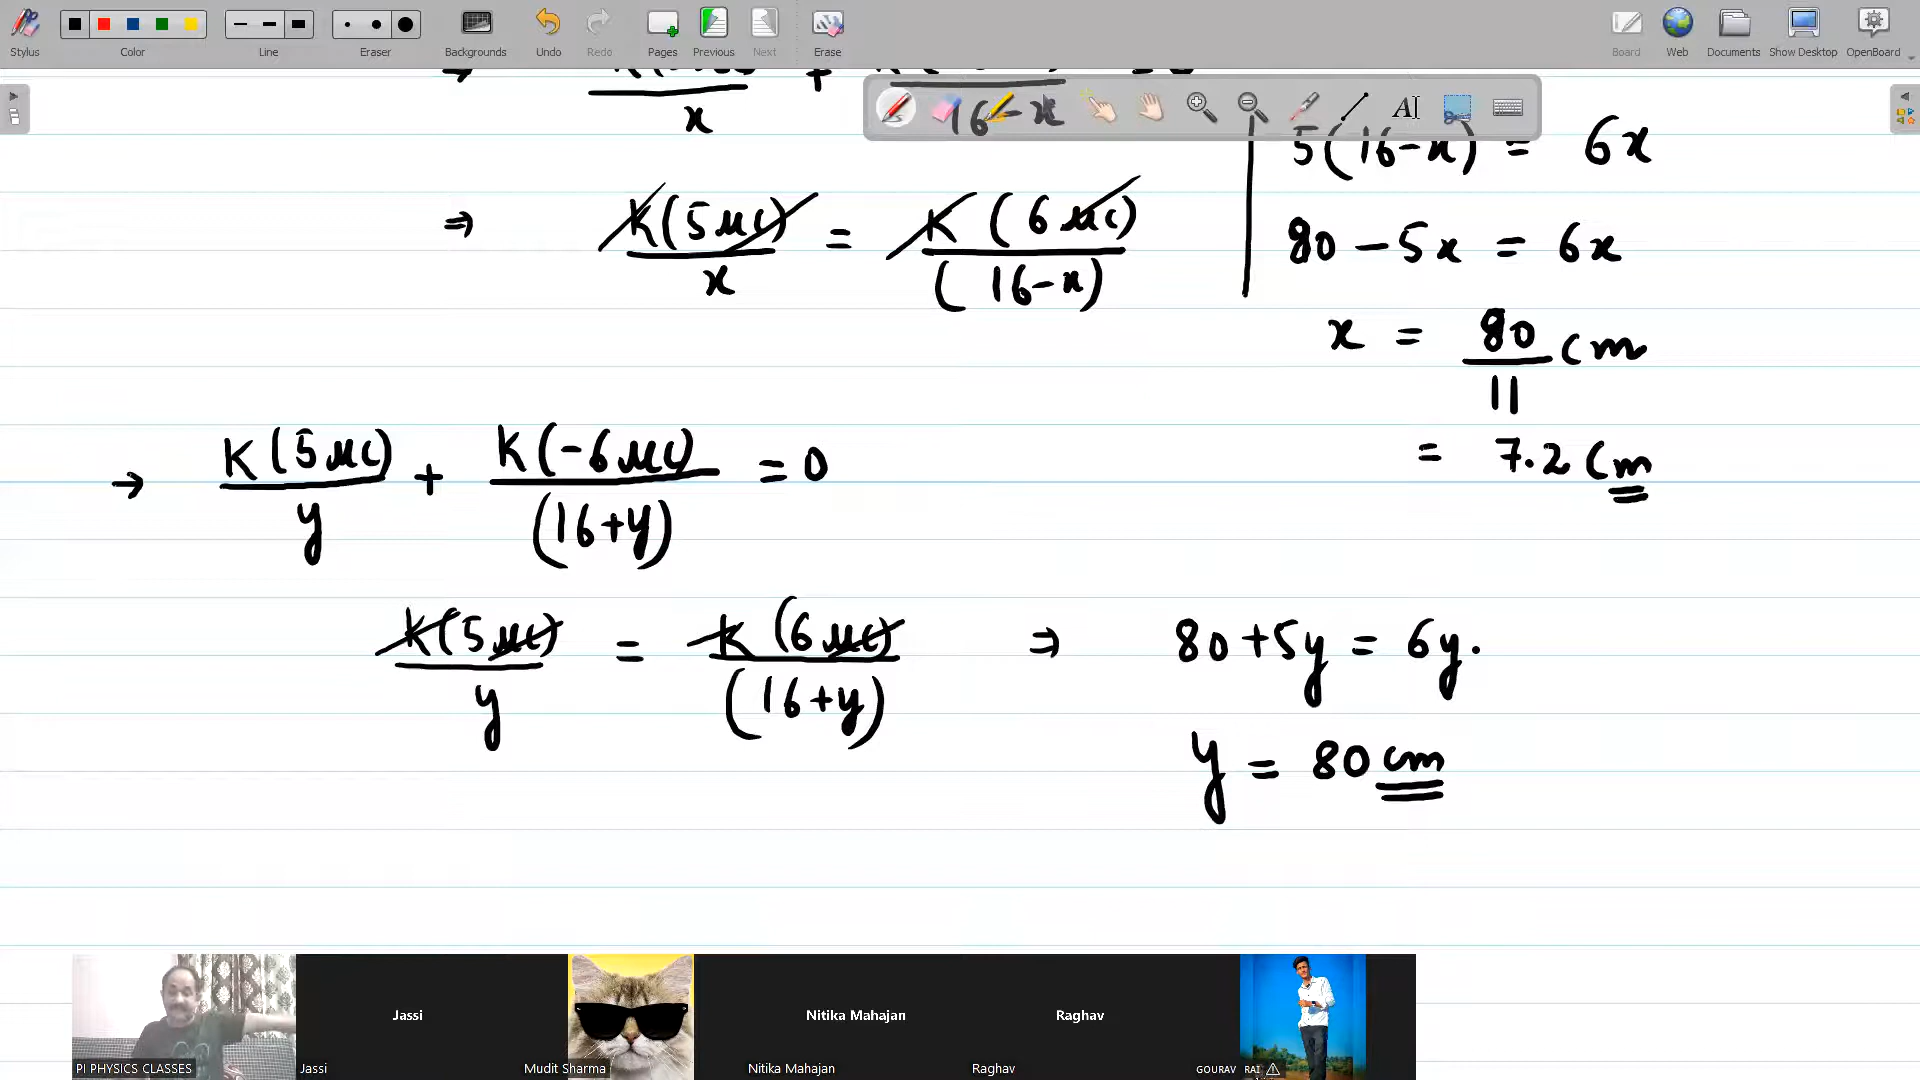 Stylus Color Line Eraser Backgrounds Undo Redo Pages Previous Next Erase Board Web Documents Show Desktop OpenBoard
x + 16-x
5(16-x) = 6x
⇒ K(5μC)/x = K(6μC)/(16-x)
80 - 5x = 6x
x = 80/11 cm
= 7.2 cm
→ K(5μC)/y + K(-6μC)/(16+y) = 0
K(5μC)/y = K(6μC)/(16+y) ⇒ 80+5y = 6y.
y = 80 cm
Jassi Nitika Mahajan Raghav
PI PHYSICS CLASSES Jassi Mudit Sharma Nitika Mahajan Raghav GOURAV RAI